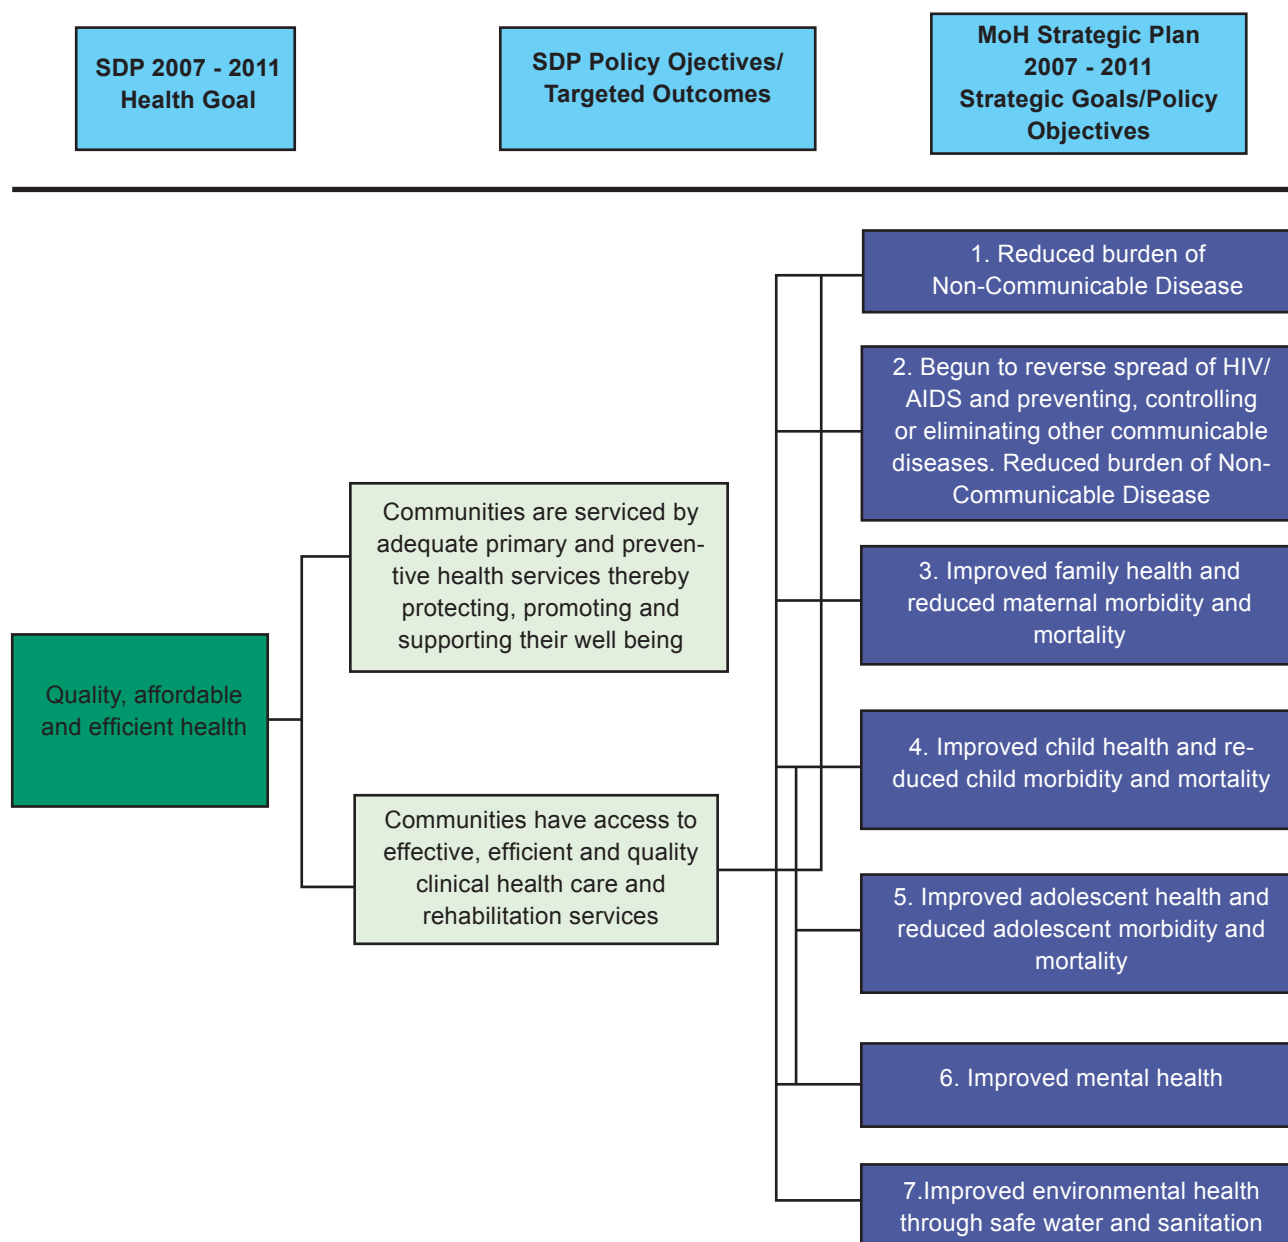 SDP 2007 - 2011
Health Goal
SDP Policy Ojectives/
Targeted Outcomes
MoH Strategic Plan
2007 - 2011
Strategic Goals/Policy
Objectives
1. Reduced burden of
Non-Communicable Disease
2. Begun to reverse spread of HIV/
AIDS and preventing, controlling
or eliminating other communicable
diseases. Reduced burden of Non-
Communicable Disease
Communities are serviced by
adequate primary and preven-
tive health services thereby
protecting, promoting and
supporting their well being
3. Improved family health and
reduced maternal morbidity and
mortality
Quality, affordable
and efficient health
4. Improved child health and re-
duced child morbidity and mortality
Communities have access to
effective, efficient and quality
clinical health care and
rehabilitation services
5. Improved adolescent health and
reduced adolescent morbidity and
mortality
6. Improved mental health
7.Improved environmental health
through safe water and sanitation